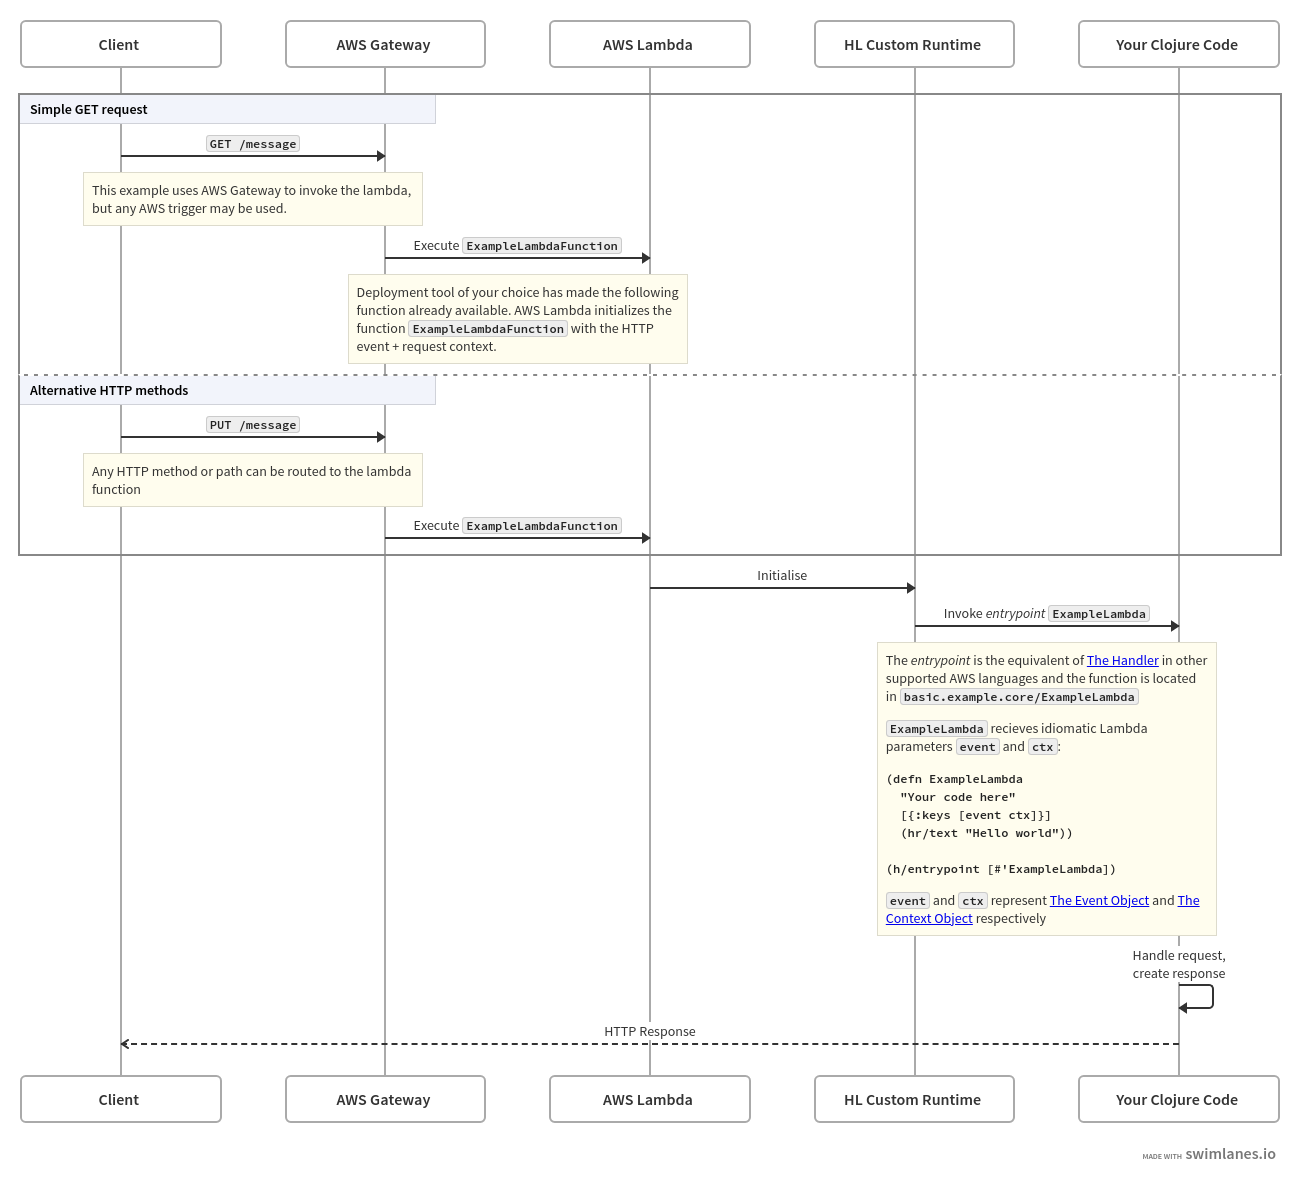 Client
AWS Gateway
AWS Lambda
HL Custom Runtime
Your Clojure Code
Simple GET request
GET /message
This example uses AWS Gateway to invoke the lambda,
but any AWS trigger may be used.
Execute ExampleLambdaFunction
Deployment tool of your choice has made the following
function already available. AWS Lambda initializes the
function ExampleLambdaFunction with the HTTP
event + request context.
Alternative HTTP methods
PUT /message
Any HTTP method or path can be routed to the lambda
function
Execute ExampleLambdaFunction
Initialise
Invoke entrypoint ExampleLambda
The entrypoint is the equivalent of The Handler in other
supported AWS languages and the function is located
in basic.example.core/ExampleLambda
ExampleLambda recieves idiomatic Lambda
parameters event and ctx:
(defn ExampleLambda
  "Your code here"
  [{:keys [event ctx]}]
  (hr/text "Hello world"))
(h/entrypoint [#'ExampleLambda])
event and ctx represent The Event Object and The
Context Object respectively
Handle request,
create response
HTTP Response
Client
AWS Gateway
AWS Lambda
HL Custom Runtime
Your Clojure Code
MADE WITH swimlanes.io